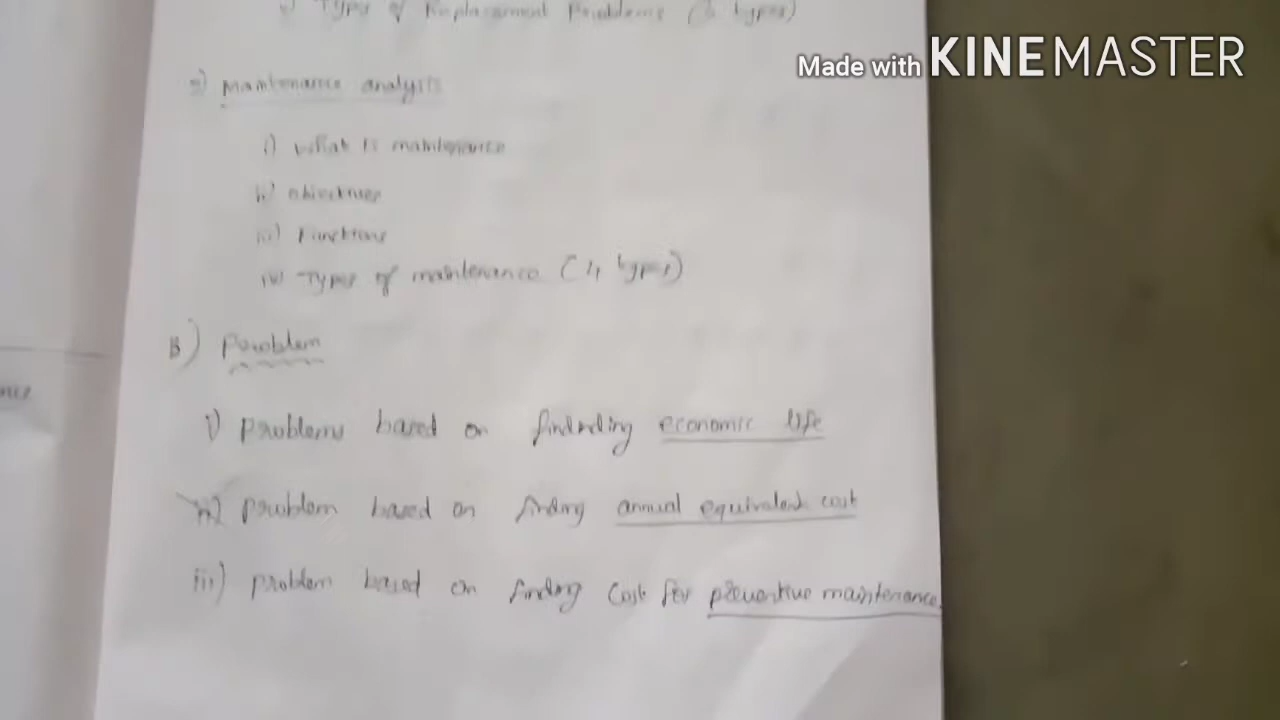 Types of Replacement Problems ( types)
Made with KINEMASTER
2) Maintenance analysis
i) What is maintenance
ii) objectives
iii) Functions
iv) Types of maintenance (4 types)
B) Problem
i) problems based on findinding economic life
ii) problem based on finding annual equivalent cost
iii) problem based on finding cost for preventive maintenance.